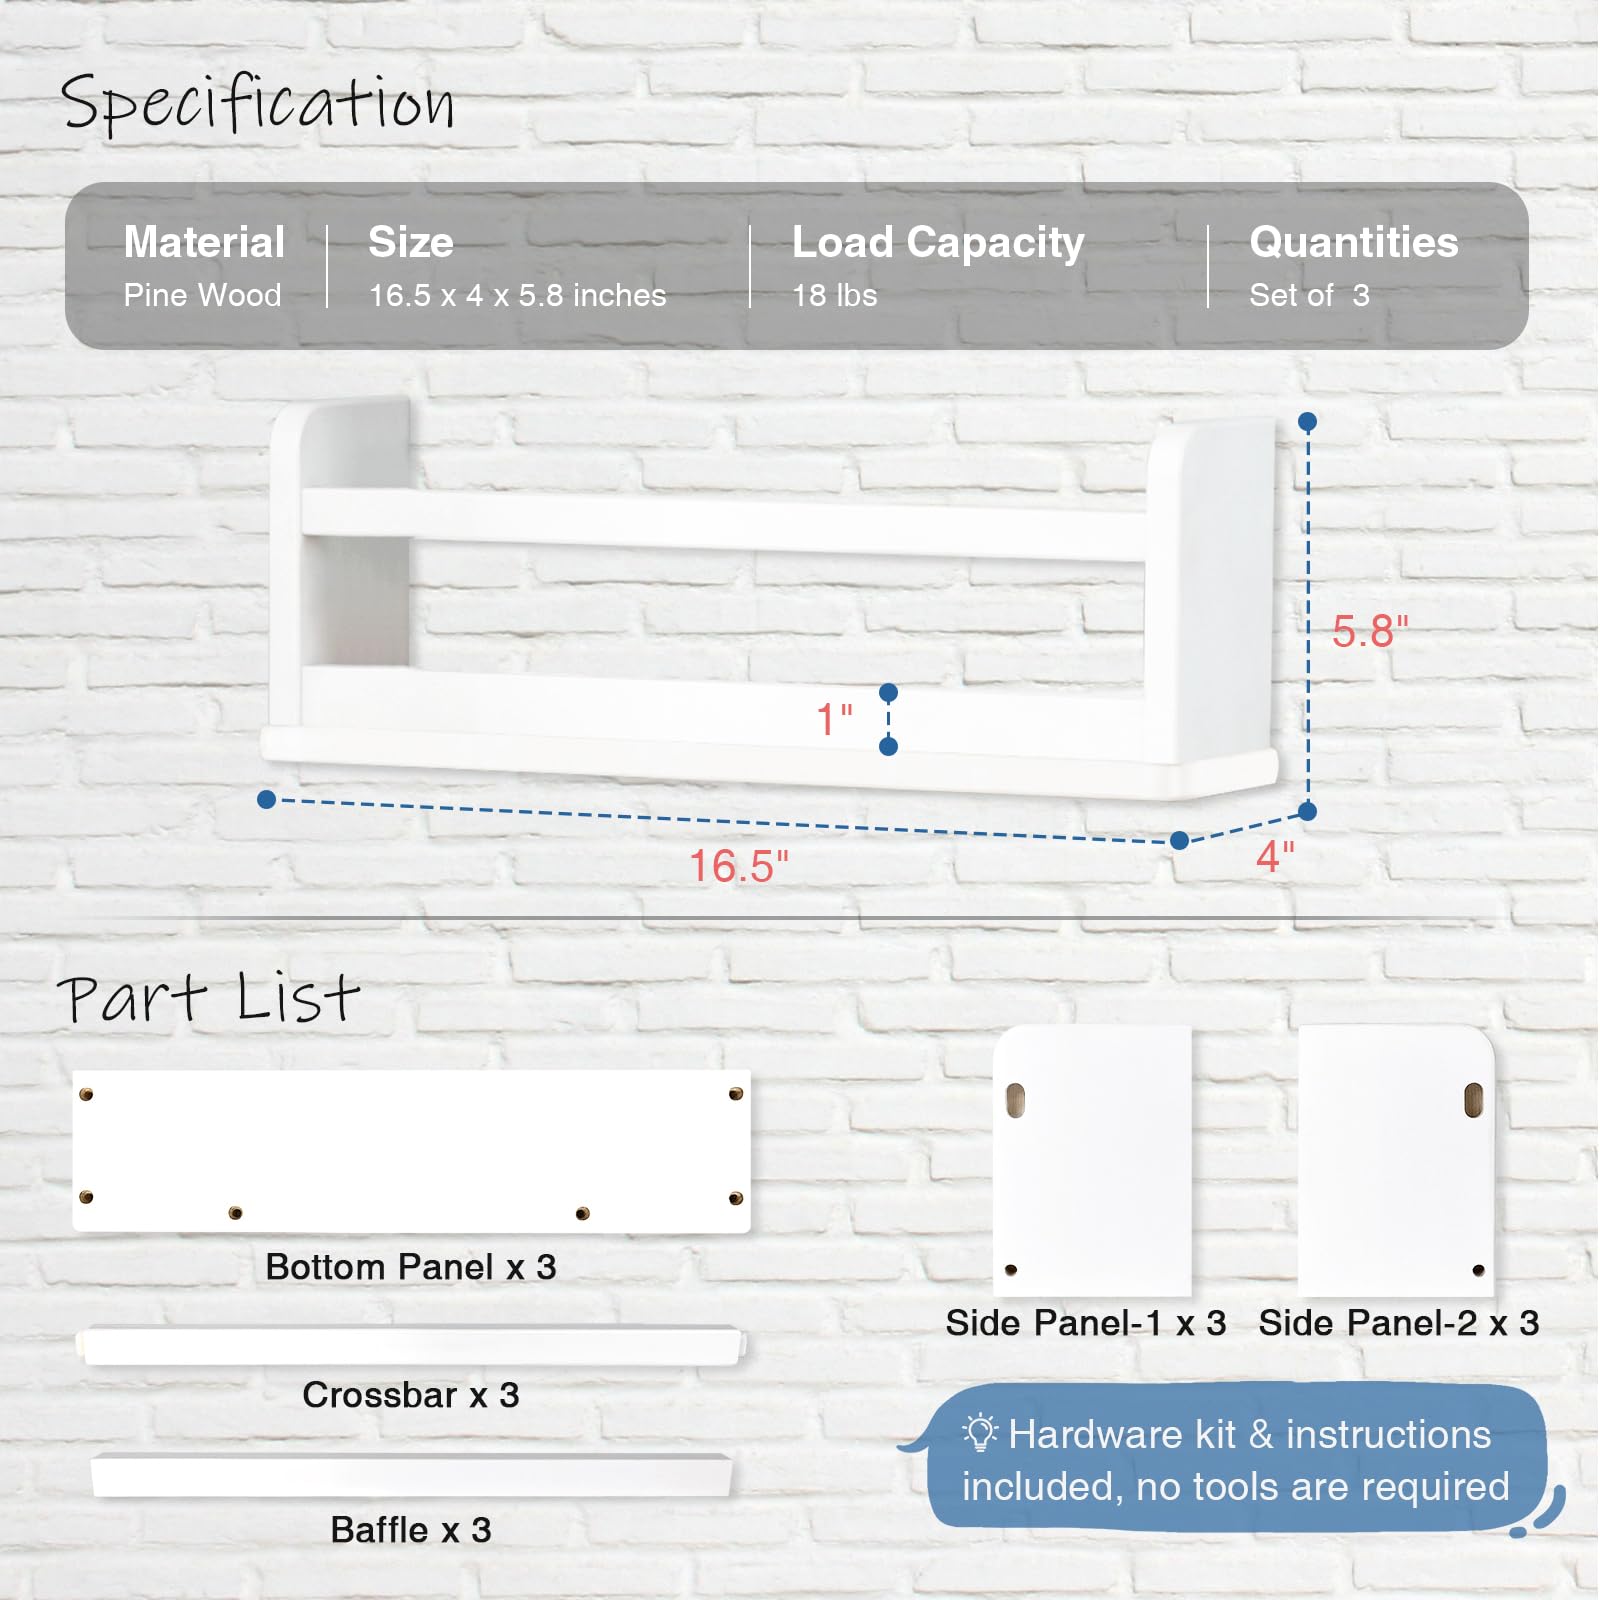 Specification
Material
Pine Wood
Size
16.5 x 4 x 5.8 inches
Load Capacity
18 lbs
Quantities
Set of 3
5.8"
1"
16.5"
4"
Part List
Bottom Panel x 3
Crossbar x 3
Baffle x 3
Side Panel-1 x 3
Side Panel-2 x 3
Hardware kit & instructions
included, no tools are required